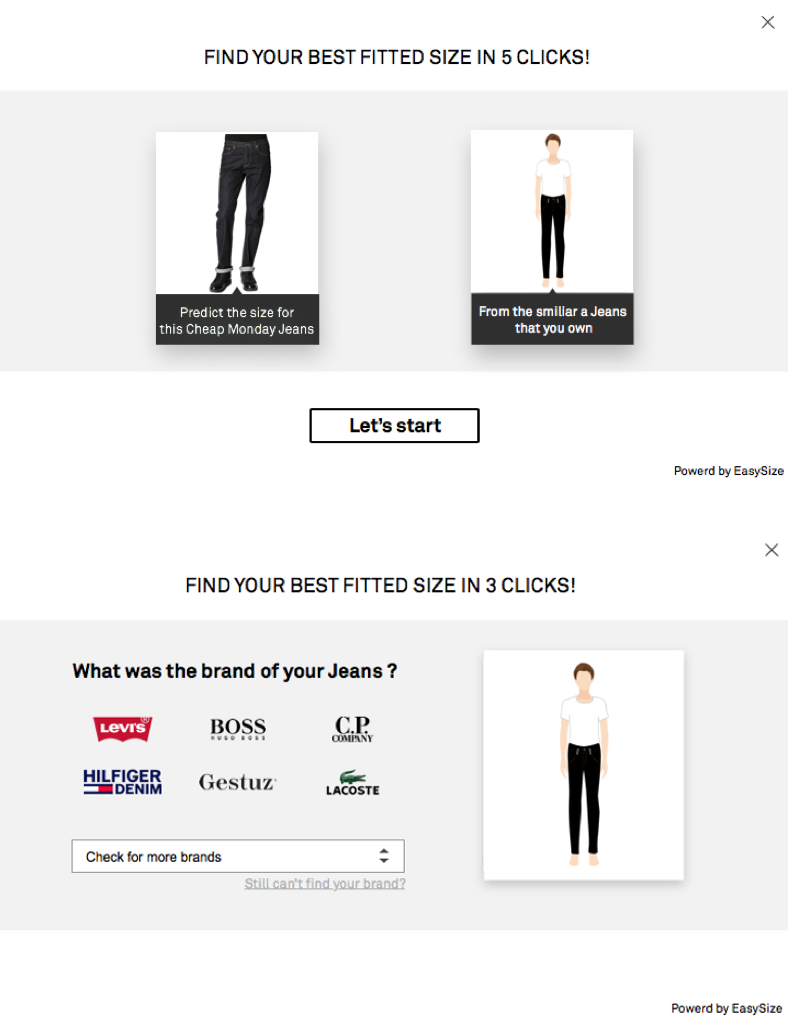 FIND YOUR BEST FITTED SIZE IN 5 CLICKS!
Predict the size for
this Cheap Monday Jeans
From the smiliar a Jeans
that you own
Let's start
Powerd by EasySize
FIND YOUR BEST FITTED SIZE IN 3 CLICKS!
What was the brand of your Jeans ?
Levi's®
BOSS
HUGO BOSS
C.P.
COMPANY
HILFIGER
DENIM
Gestuz
LACOSTE
Check for more brands
Still can't find your brand?
Powerd by EasySize